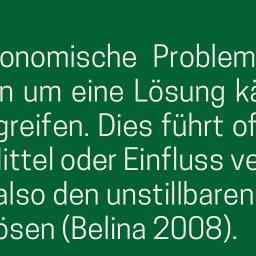 onomische Problem
n um eine Lösung kä
greifen. Dies führt of
ittel oder Einfluss ve
also den unstillbaren
ösen (Belina 2008).